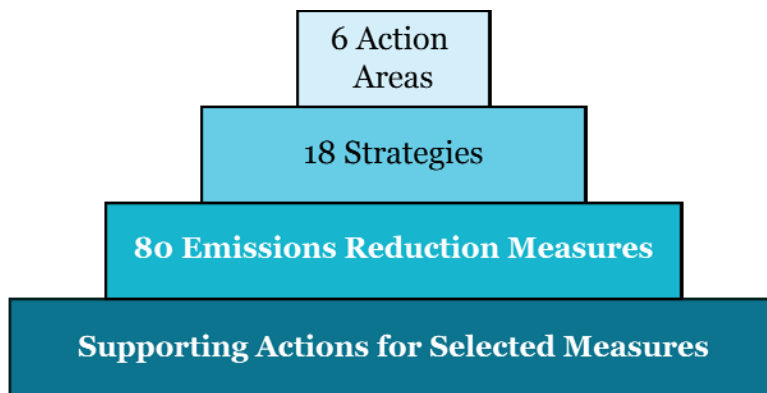 6 Action
Areas
18 Strategies
80 Emissions Reduction Measures
Supporting Actions for Selected Measures